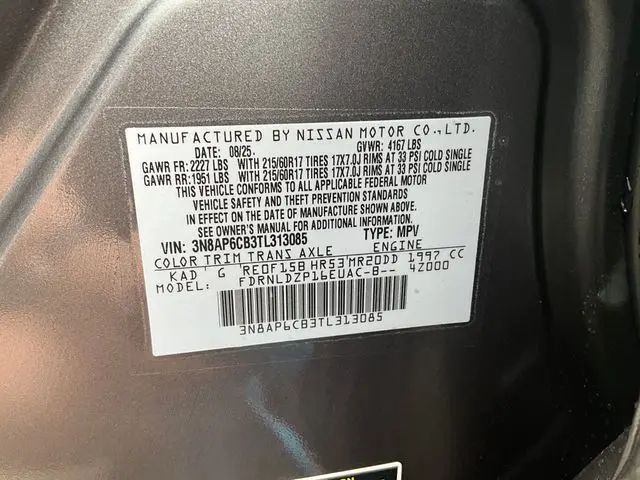 MANUFACTURED BY NISSAN MOTOR CO.,LTD.
DATE: 08/25. GVWR: 4167 LBS
GAWR FR: 2227 LBS WITH 215/60R17 TIRES 17X7.0J RIMS AT 33 PSI COLD SINGLE
GAWR RR: 1951 LBS WITH 215/60R17 TIRES 17X7.0J RIMS AT 33 PSI COLD SINGLE
THIS VEHICLE CONFORMS TO ALL APPLICABLE FEDERAL MOTOR
VEHICLE SAFETY AND THEFT PREVENTION STANDARDS
IN EFFECT ON THE DATE OF MANUFACTURE SHOWN ABOVE.
SEE OWNER'S MANUAL FOR ADDITIONAL INFORMATION.
VIN: 3N8AP6CB3TL313085 TYPE: MPV
COLOR TRIM TRANS AXLE ENGINE
KAD G RE0F15B HR53 MR20DD 1997 CC
FDRNLDZP16EUAC-B-- 4Z000
3N8AP6CB3TL313085